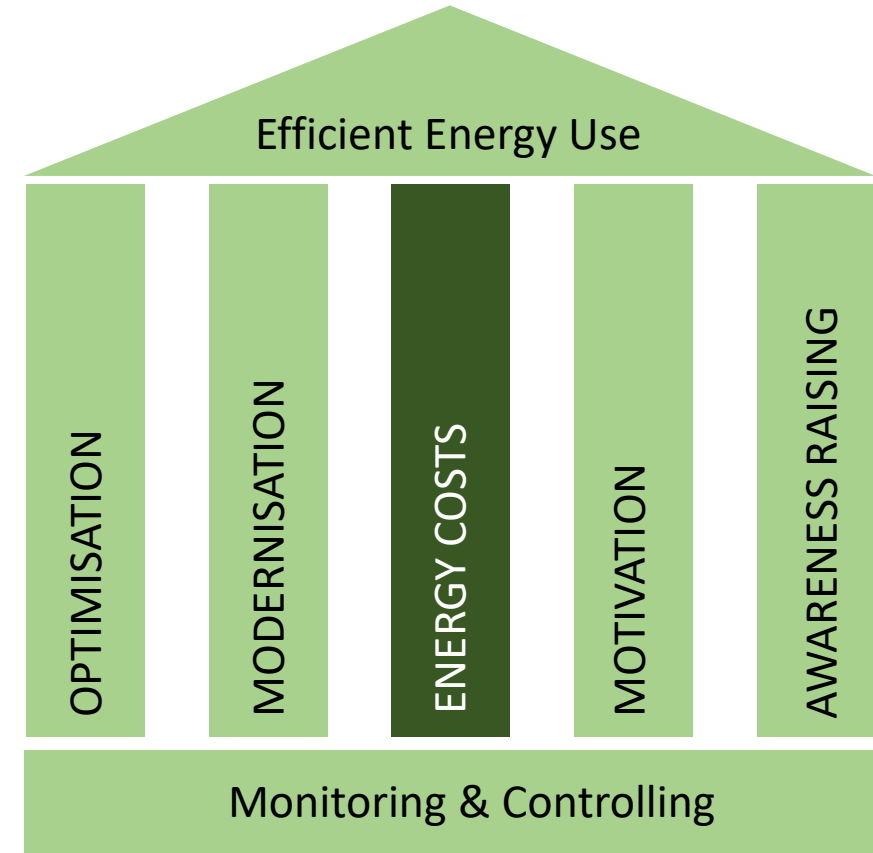 Efficient Energy Use
OPTIMISATION
MODERNISATION
ENERGY COSTS
MOTIVATION
AWARENESS RAISING
Monitoring & Controlling